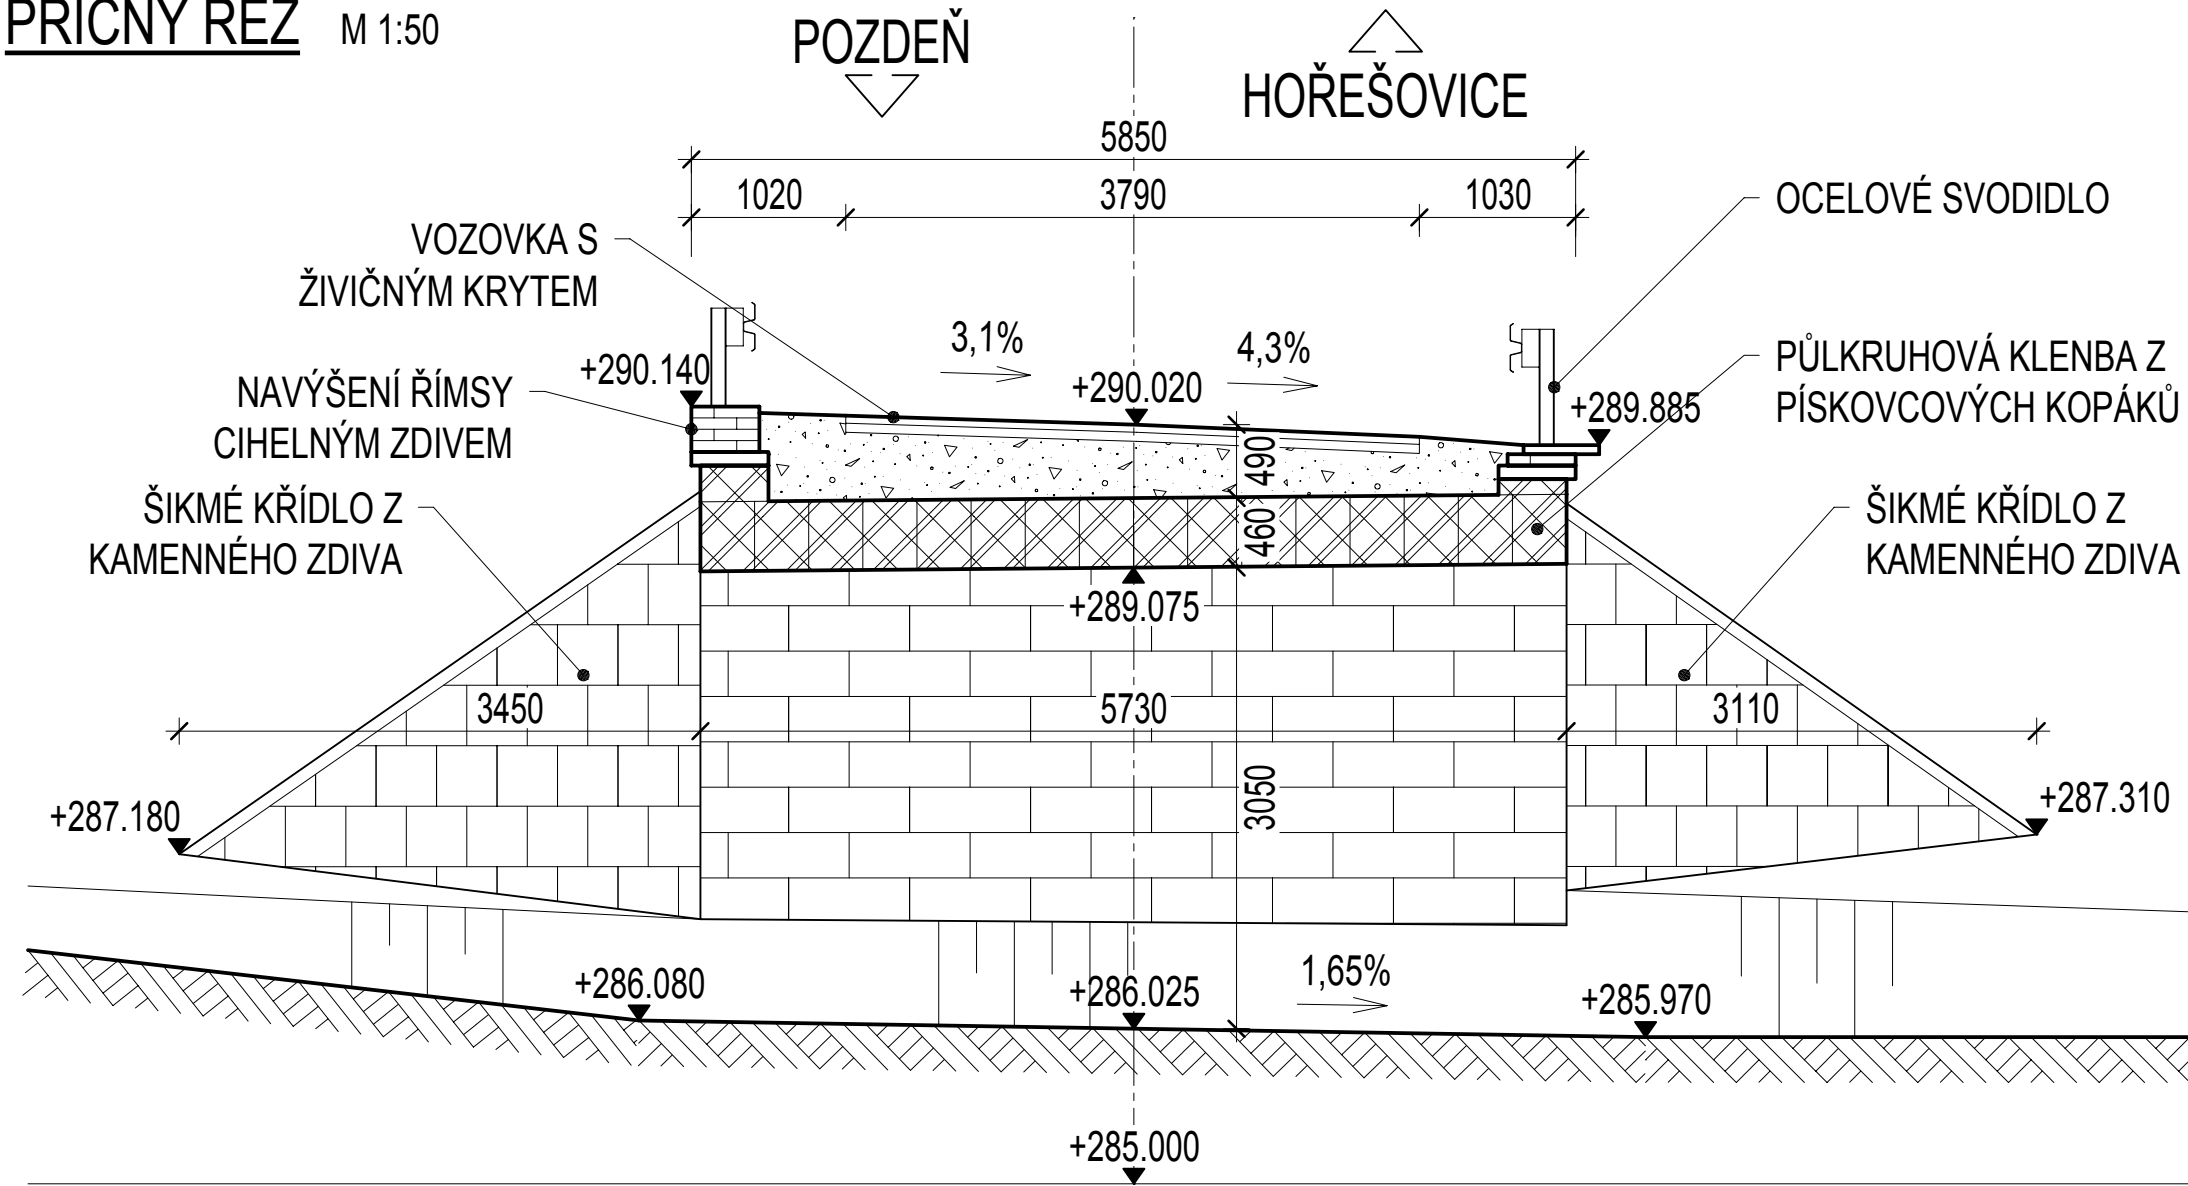 PŘÍČNÝ ŘEZ M 1:50
POZDEŇ
HOŘEŠOVICE
5850
1020 3790 1030
OCELOVÉ SVODIDLO
VOZOVKA S
ŽIVIČNÝM KRYTEM
3,1%
4,3%
+290.140
+290.020
+289.885
PŮLKRUHOVÁ KLENBA Z
PÍSKOVCOVÝCH KOPÁKŮ
NAVÝŠENÍ ŘÍMSY
CIHELNÝM ZDIVEM
490
460
ŠIKMÉ KŘÍDLO Z
KAMENNÉHO ZDIVA
ŠIKMÉ KŘÍDLO Z
KAMENNÉHO ZDIVA
+289.075
3450 5730 3110
3050
+287.180
+287.310
+286.080
+286.025
1,65%
+285.970
+285.000